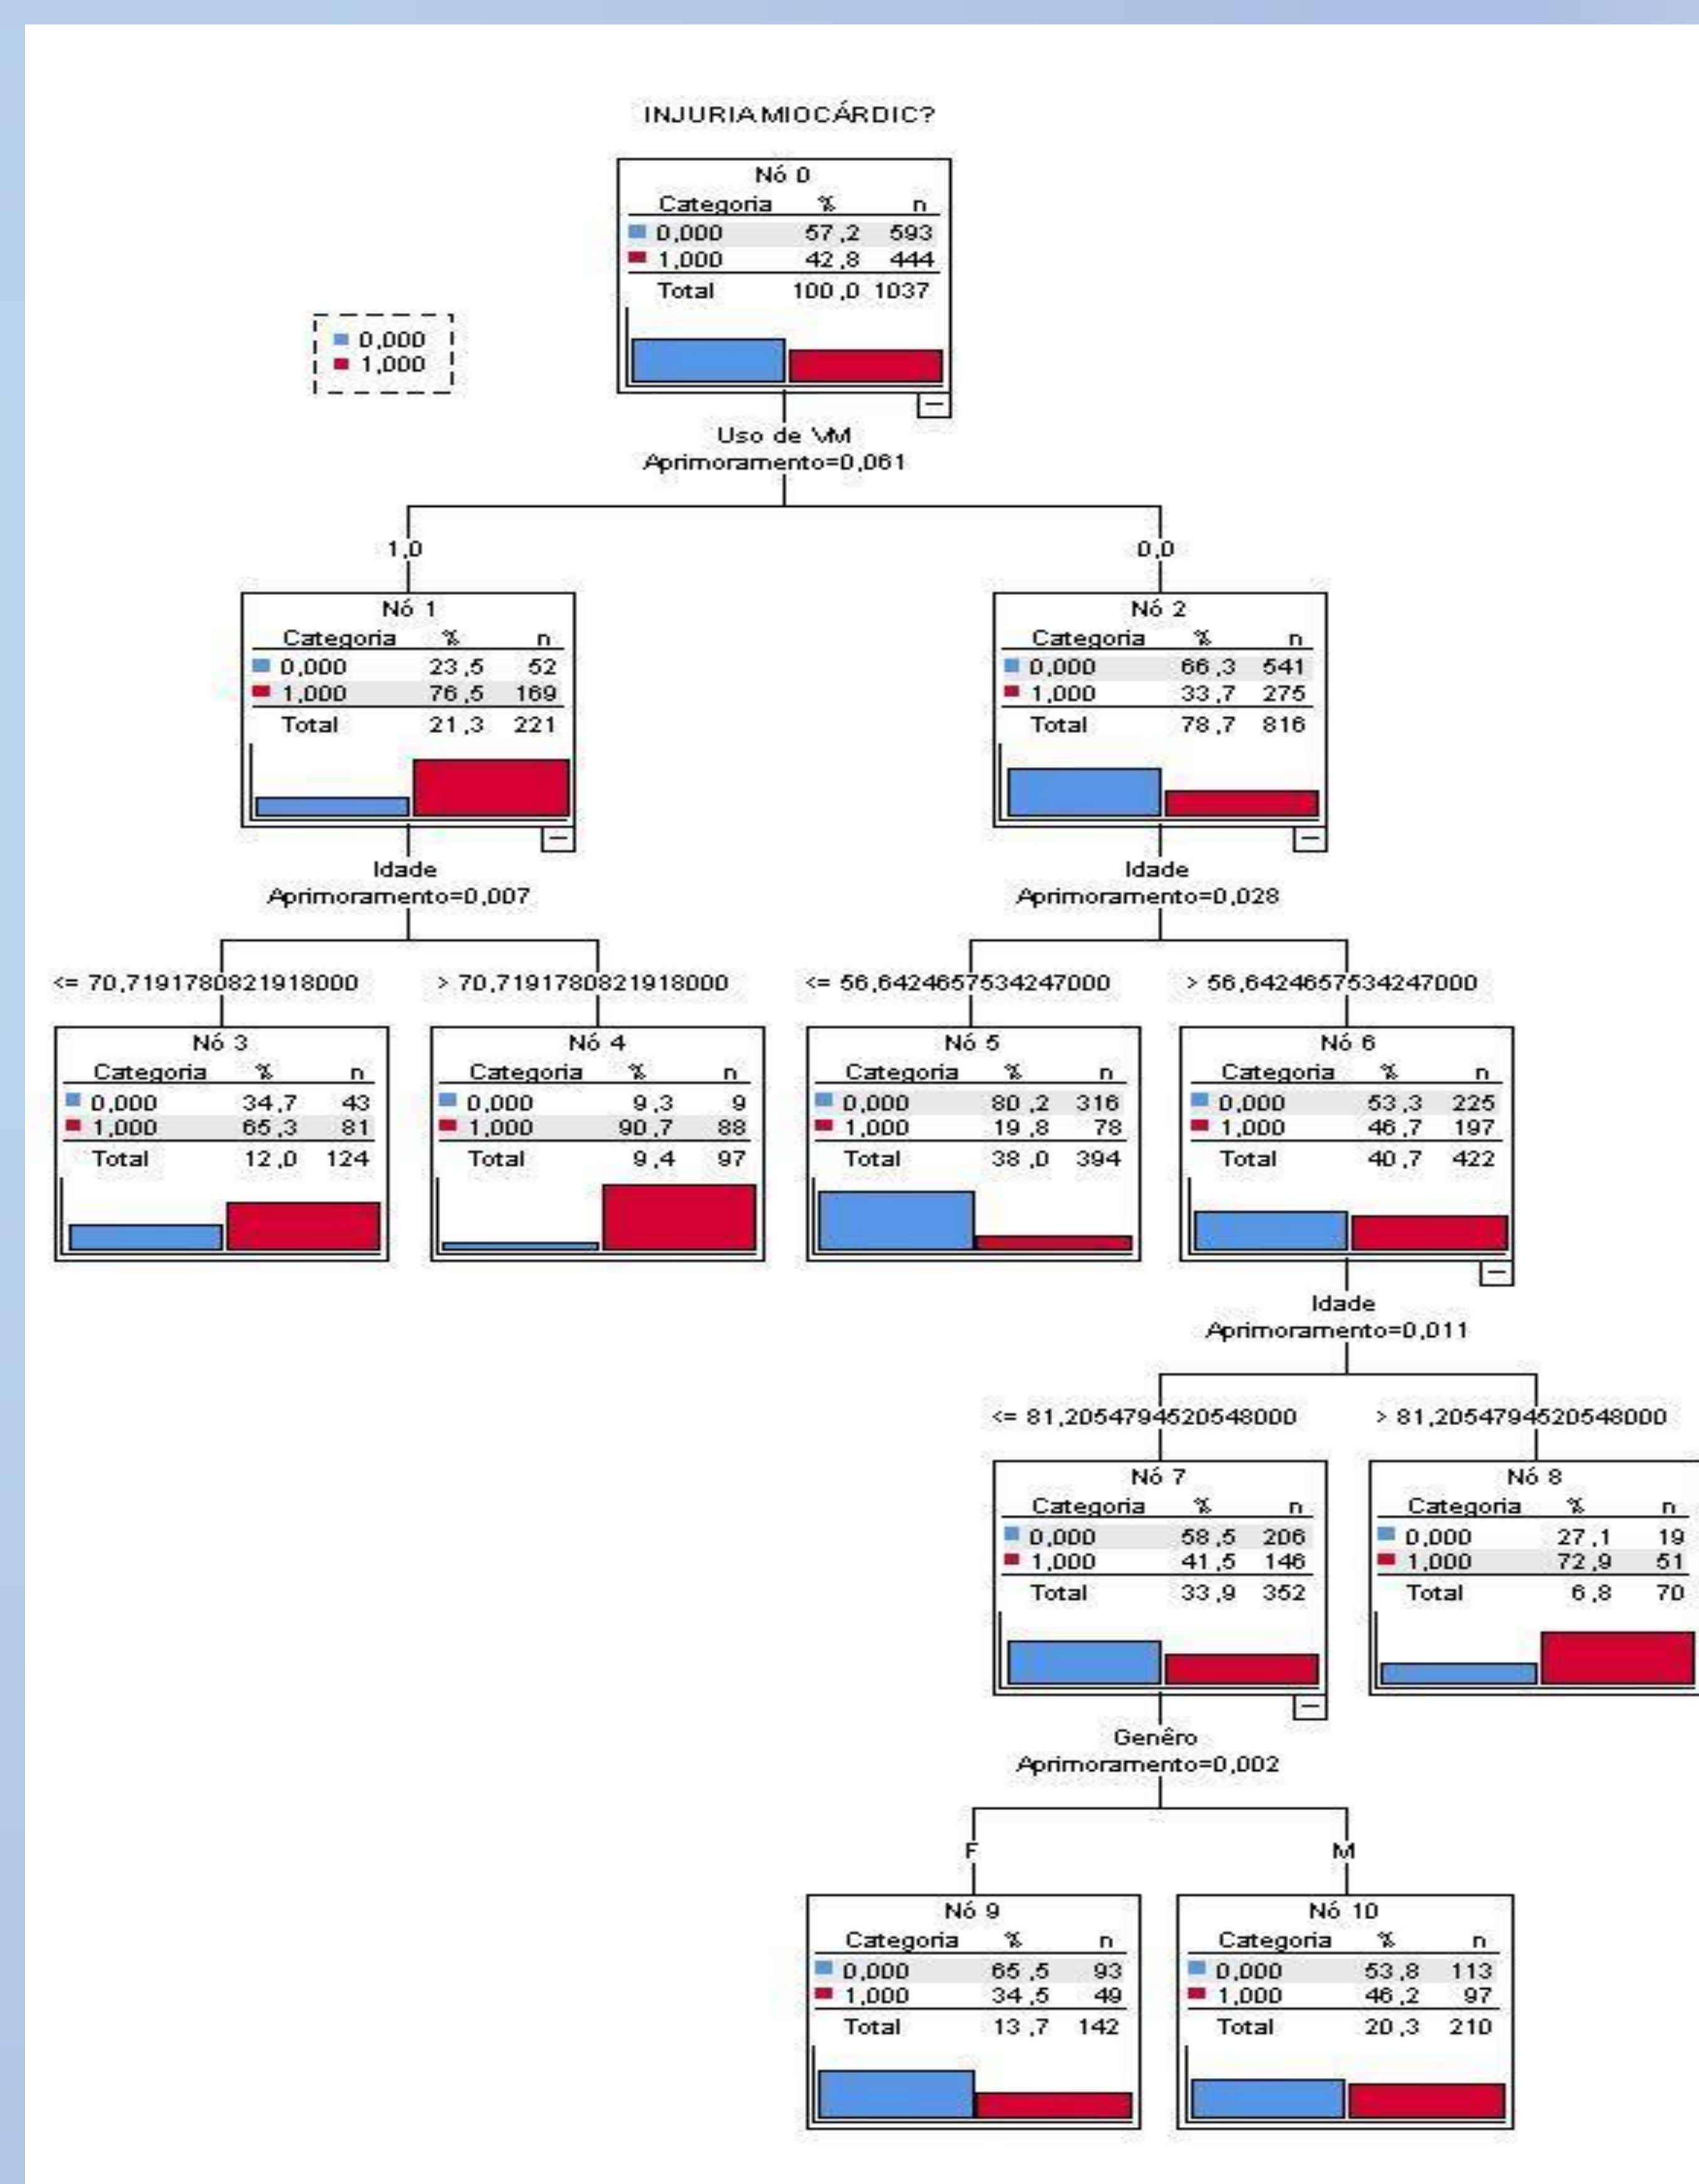 INJURIAMIOCÁRDIC?
Nó 0
Categoria % n
0,000 57,2 593
1,000 42,8 444
Total 100,0 1037
0,000
1,000
Uso de VM
Aprimoramento=0,061
1,0
0,0
Nó 1
Categoria % n
0,000 23,5 52
1,000 76,5 169
Total 21,3 221
Nó 2
Categoria % n
0,000 66,3 541
1,000 33,7 275
Total 78,7 816
Idade
Aprimoramento=0,007
Idade
Aprimoramento=0,028
<= 70,7191780821918000
> 70,7191780821918000
<= 56,6424657534247000
> 56,6424657534247000
Nó 3
Categoria % n
0,000 34,7 43
1,000 65,3 81
Total 12,0 124
Nó 4
Categoria % n
0,000 9,3 9
1,000 90,7 88
Total 9,4 97
Nó 5
Categoria % n
0,000 80,2 316
1,000 19,8 78
Total 38,0 394
Nó 6
Categoria % n
0,000 53,3 225
1,000 46,7 197
Total 40,7 422
Idade
Aprimoramento=0,011
<= 81,2054794520548000
> 81,2054794520548000
Nó 7
Categoria % n
0,000 58,5 206
1,000 41,5 146
Total 33,9 352
Nó 8
Categoria % n
0,000 27,1 19
1,000 72,9 51
Total 6,8 70
Genêro
Aprimoramento=0,002
F
M
Nó 9
Categoria % n
0,000 65,5 93
1,000 34,5 49
Total 13,7 142
Nó 10
Categoria % n
0,000 53,8 113
1,000 46,2 97
Total 20,3 210